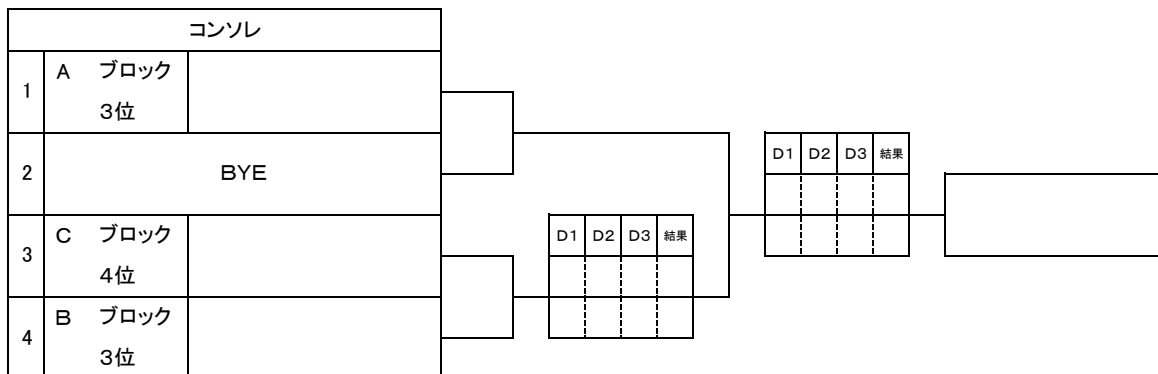 コンソレ
1 A ブロック
3位
2 BYE
3 C ブロック
4位
4 B ブロック
3位
D1 D2 D3 結果
D1 D2 D3 結果